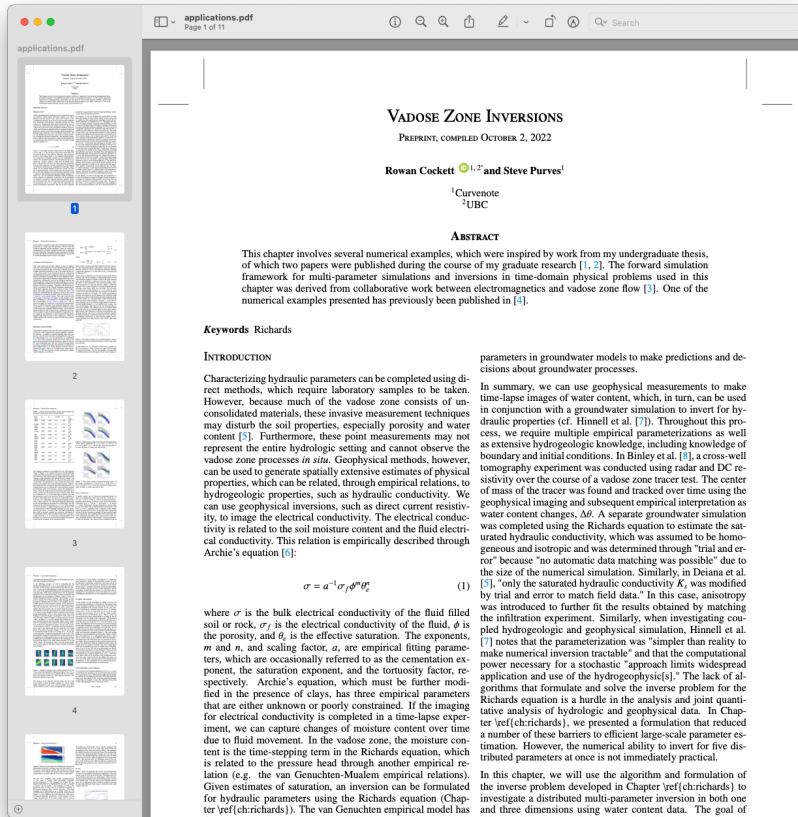 applications.pdf
Page 1 of 11
Search
applications.pdf
1
2
3
4
VADOSE ZONE INVERSIONS
PREPRINT, COMPILED OCTOBER 2, 2022
Rowan Cockett iD 1, 2* and Steve Purves1
1Curvenote
2UBC
ABSTRACT
This chapter involves several numerical examples, which were inspired by work from my undergraduate thesis,
of which two papers were published during the course of my graduate research [1, 2]. The forward simulation
framework for multi-parameter simulations and inversions in time-domain physical problems used in this
chapter was derived from collaborative work between electromagnetics and vadose zone flow [3]. One of the
numerical examples presented has previously been published in [4].
Keywords Richards
INTRODUCTION
Characterizing hydraulic parameters can be completed using di-
rect methods, which require laboratory samples to be taken.
However, because much of the vadose zone consists of un-
consolidated materials, these invasive measurement techniques
may disturb the soil properties, especially porosity and water
content [5]. Furthermore, these point measurements may not
represent the entire hydrologic setting and cannot observe the
vadose zone processes in situ. Geophysical methods, however,
can be used to generate spatially extensive estimates of physical
properties, which can be related, through empirical relations, to
hydrogeologic properties, such as hydraulic conductivity. We
can use geophysical inversions, such as direct current resistiv-
ity, to image the electrical conductivity. The electrical conduc-
tivity is related to the soil moisture content and the fluid electri-
cal conductivity. This relation is empirically described through
Archie's equation [6]:
σ = a⁻¹σ_f ϕᵐθₑⁿ (1)
where σ is the bulk electrical conductivity of the fluid filled
soil or rock, σ_f is the electrical conductivity of the fluid, ϕ is
the porosity, and θₑ is the effective saturation. The exponents,
m and n, and scaling factor, a, are empirical fitting parame-
ters, which are occasionally referred to as the cementation ex-
ponent, the saturation exponent, and the tortuosity factor, re-
spectively. Archie's equation, which must be further modi-
fied in the presence of clays, has three empirical parameters
that are either unknown or poorly constrained. If the imaging
for electrical conductivity is completed in a time-lapse exper-
iment, we can capture changes of moisture content over time
due to fluid movement. In the vadose zone, the moisture con-
tent is the time-stepping term in the Richards equation, which
is related to the pressure head through another empirical re-
lation (e.g. the van Genuchten-Mualem empirical relations).
Given estimates of saturation, an inversion can be formulated
for hydraulic parameters using the Richards equation (Chap-
ter \ref{ch:richards}). The van Genuchten empirical model has
parameters in groundwater models to make predictions and de-
cisions about groundwater processes.
In summary, we can use geophysical measurements to make
time-lapse images of water content, which, in turn, can be used
in conjunction with a groundwater simulation to invert for hy-
draulic properties (cf. Hinnell et al. [7]). Throughout this pro-
cess, we require multiple empirical parameterizations as well
as extensive hydrogeologic knowledge, including knowledge of
boundary and initial conditions. In Binley et al. [8], a cross-well
tomography experiment was conducted using radar and DC re-
sistivity over the course of a vadose zone tracer test. The center
of mass of the tracer was found and tracked over time using the
geophysical imaging and subsequent empirical interpretation as
water content changes, Δθ. A separate groundwater simulation
was completed using the Richards equation to estimate the sat-
urated hydraulic conductivity, which was assumed to be homo-
geneous and isotropic and was determined through "trial and er-
ror" because "no automatic data matching was possible" due to
the size of the numerical simulation. Similarly, in Deiana et al.
[5], "only the saturated hydraulic conductivity Kₛ was modified
by trial and error to match field data." In this case, anisotropy
was introduced to further fit the results obtained by matching
the infiltration experiment. Similarly, when investigating cou-
pled hydrogeologic and geophysical simulation, Hinnell et al.
[7] notes that the parameterization was "simpler than reality to
make numerical inversion tractable" and that the computational
power necessary for a stochastic "approach limits widespread
application and use of the hydrogeophysic[s]." The lack of al-
gorithms that formulate and solve the inverse problem for the
Richards equation is a hurdle in the analysis and joint quanti-
tative analysis of hydrologic and geophysical data. In Chap-
ter \ref{ch:richards}, we presented a formulation that reduced
a number of these barriers to efficient large-scale parameter es-
timation. However, the numerical ability to invert for five dis-
tributed parameters at once is not immediately practical.
In this chapter, we will use the algorithm and formulation of
the inverse problem developed in Chapter \ref{ch:richards} to
investigate a distributed multi-parameter inversion in both one
and three dimensions using water content data. The goal of